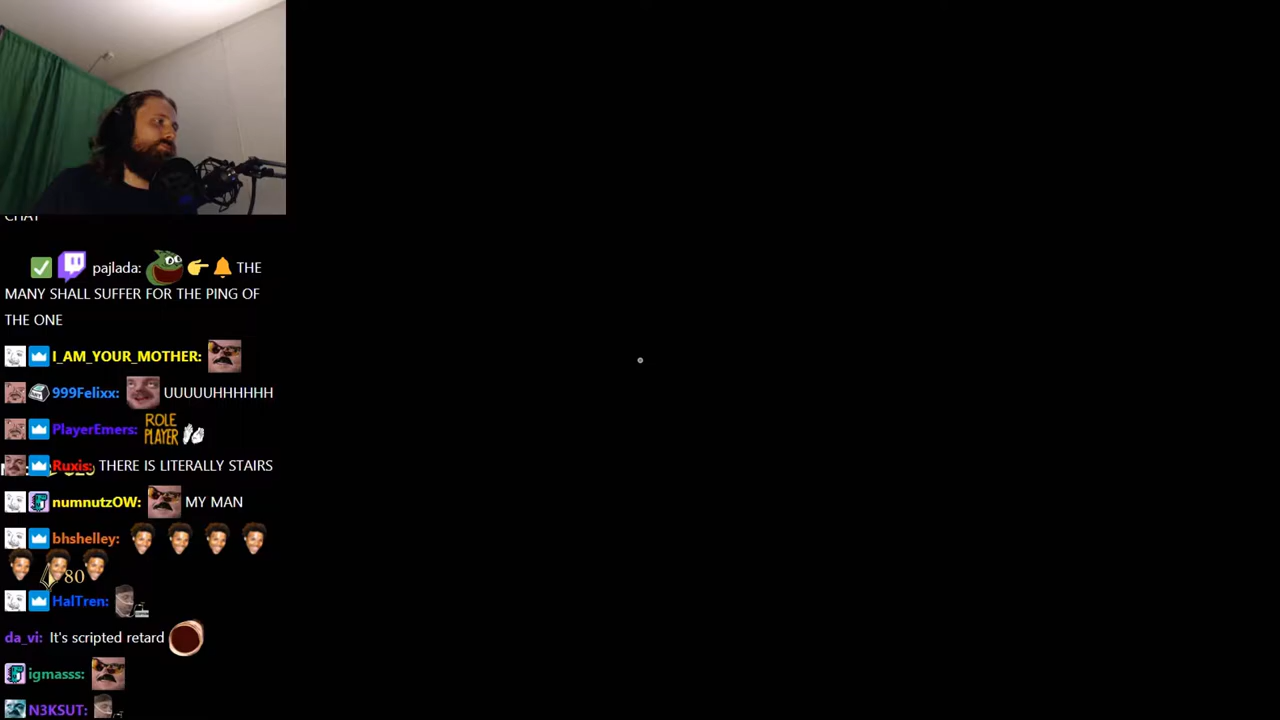 CHAT
pajlada: THE
MANY SHALL SUFFER FOR THE PING OF
THE ONE
I_AM_YOUR_MOTHER:
999Felixx: UUUUUHHHHHH
PlayerEmers: ROLE PLAYER
Ruxis: THERE IS LITERALLY STAIRS
numnutzOW: MY MAN
bhshelley:
80
HalTren:
da_vi: It's scripted retard
igmasss:
N3KSUT: